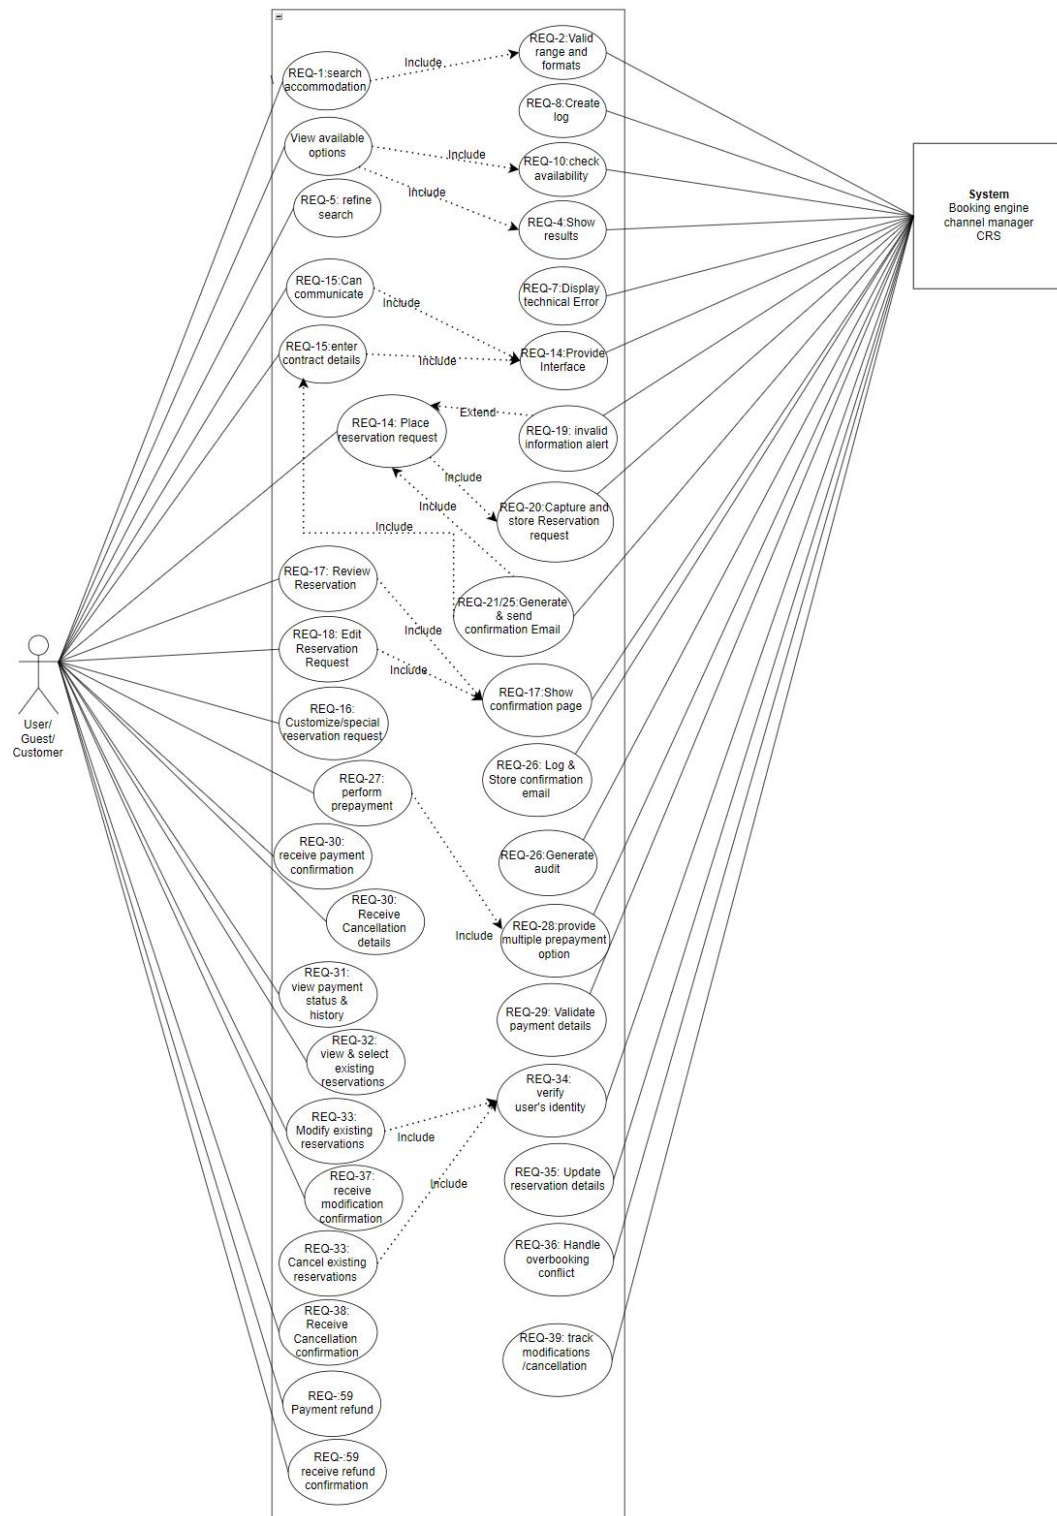 REQ-2:Valid
range and
formats
Include
REQ-1:search
accommodation
REQ-8:Create
log
View available
options
Include
REQ-10:check
availability
Include
REQ-5: refine
search
REQ-4:Show
results
System
Booking engine
channel manager
CRS
REQ-15:Can
communicate
Include
REQ-7:Display
technical Error
REQ-15:enter
contract details
Include
REQ-14:Provide
Interface
REQ-14: Place
reservation request
Extend
REQ-19: invalid
information alert
Include
Include
REQ-20:Capture and
store Reservation
request
Include
REQ-17: Review
Reservation
REQ-21/25:Generate
& send
confirmation Email
Include
REQ-18: Edit
Reservation
Request
Include
REQ-17:Show
confirmation page
User/
Guest/
Customer
REQ-16:
Customize/special
reservation request
REQ-26: Log &
Store confirmation
email
REQ-27:
perform
prepayment
REQ-30:
receive payment
confirmation
REQ-26:Generate
audit
REQ-30:
Receive
Cancellation
details
Include
REQ-28:provide
multiple prepayment
option
REQ-31:
view payment
status &
history
REQ-29: Validate
payment details
REQ-32:
view & select
existing
reservations
REQ-34:
verify
user's identity
REQ-33:
Modify existing
reservations
Include
REQ-37:
receive
modification
confirmation
Include
REQ-35: Update
reservation details
REQ-33:
Cancel existing
reservations
REQ-36: Handle
overbooking
conflict
REQ-38:
Receive
Cancellation
confirmation
REQ-39: track
modifications
/cancellation
REQ-:59
Payment refund
REQ-:59
receive refund
confirmation